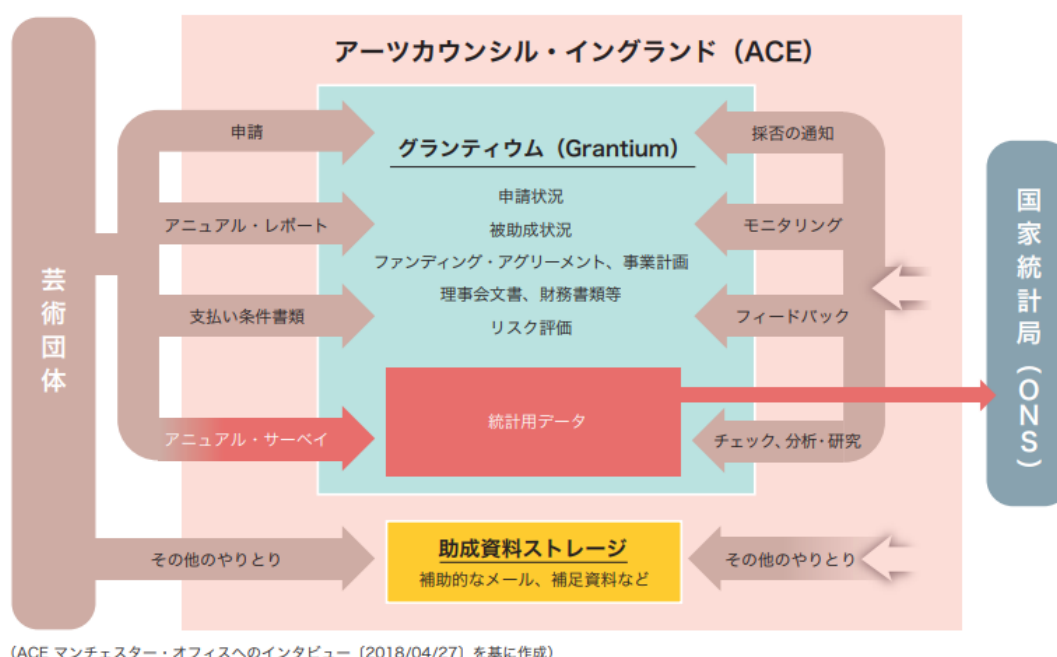 アーツカウンシル・イングランド（ACE）
芸術団体
申請
アニュアル・レポート
支払い条件書類
アニュアル・サーベイ
その他のやりとり
グランティウム（Grantium）
申請状況
被助成状況
ファンディング・アグリーメント、事業計画
理事会文書、財務書類等
リスク評価
統計用データ
助成資料ストレージ
補助的なメール、補足資料など
採否の通知
モニタリング
フィードバック
チェック、分析・研究
その他のやりとり
国家統計局（ONS）
（ACE マンチェスター・オフィスへのインタビュー〔2018/04/27〕を基に作成）